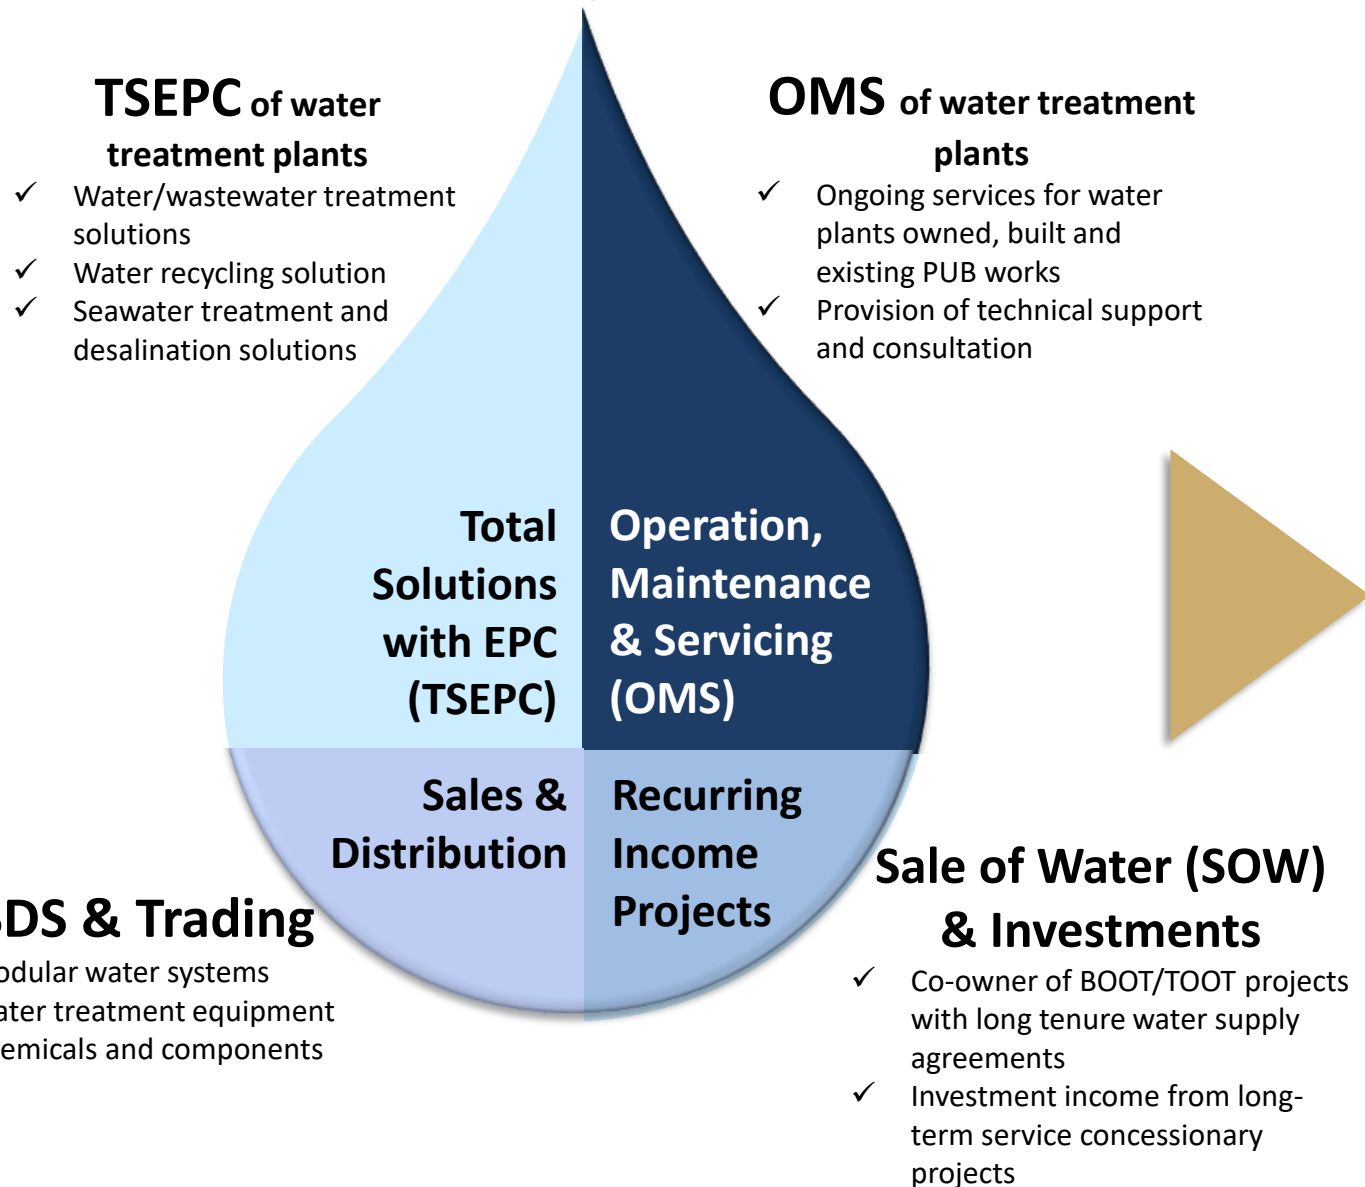 TSEPC of water
treatment plants
✓ Water/wastewater treatment
solutions
✓ Water recycling solution
✓ Seawater treatment and
desalination solutions
OMS of water treatment
plants
✓ Ongoing services for water
plants owned, built and
existing PUB works
✓ Provision of technical support
and consultation
Total
Solutions
with EPC
(TSEPC)
Operation,
Maintenance
& Servicing
(OMS)
Sales &
Distribution
Recurring
Income
Projects
DS & Trading
odular water systems
ater treatment equipment
emicals and components
Sale of Water (SOW)
& Investments
✓ Co-owner of BOOT/TOOT projects
with long tenure water supply
agreements
✓ Investment income from long-
term service concessionary
projects